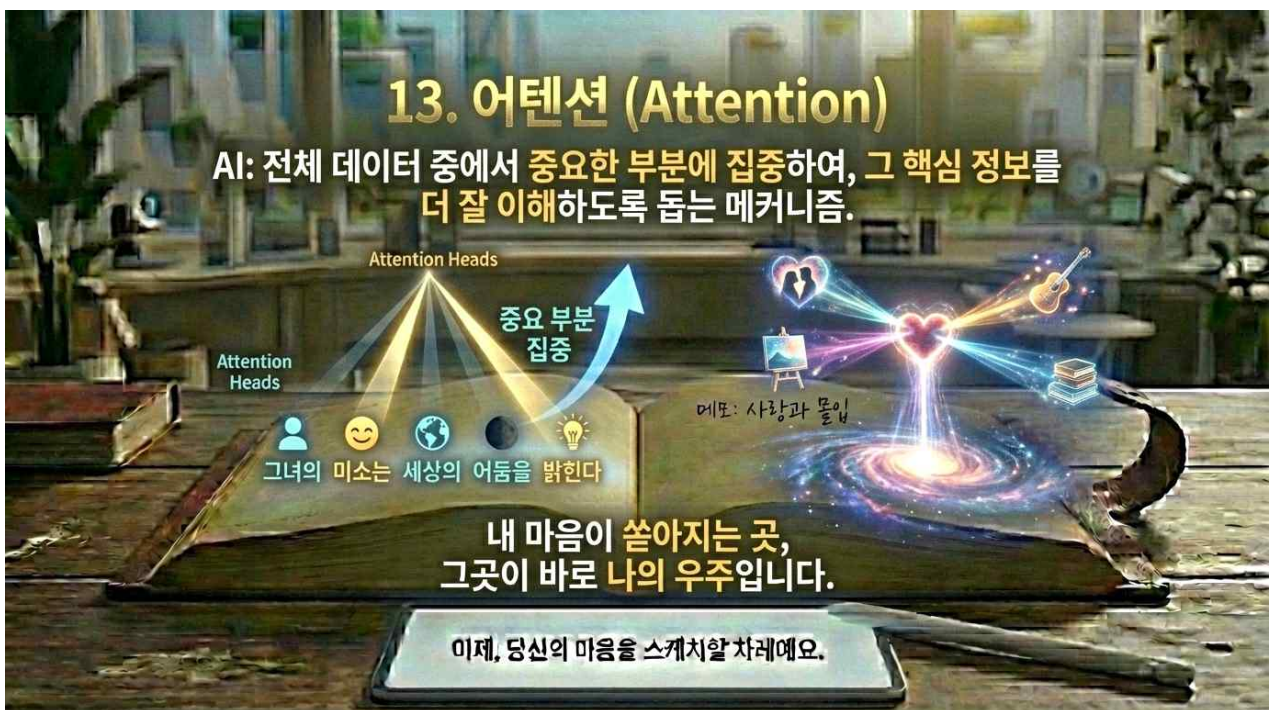 13. 어텐션 (Attention)
AI: 전체 데이터 중에서 중요한 부분에 집중하여, 그 핵심 정보를
더 잘 이해하도록 돕는 메커니즘.
Attention Heads
중요 부분
집중
Attention
Heads
그녀의 미소는 세상의 어둠을 밝힌다
메모: 사랑과 몰입
내 마음이 쏟아지는 곳,
그곳이 바로 나의 우주입니다.
이제, 당신의 마음을 스케치할 차례예요.